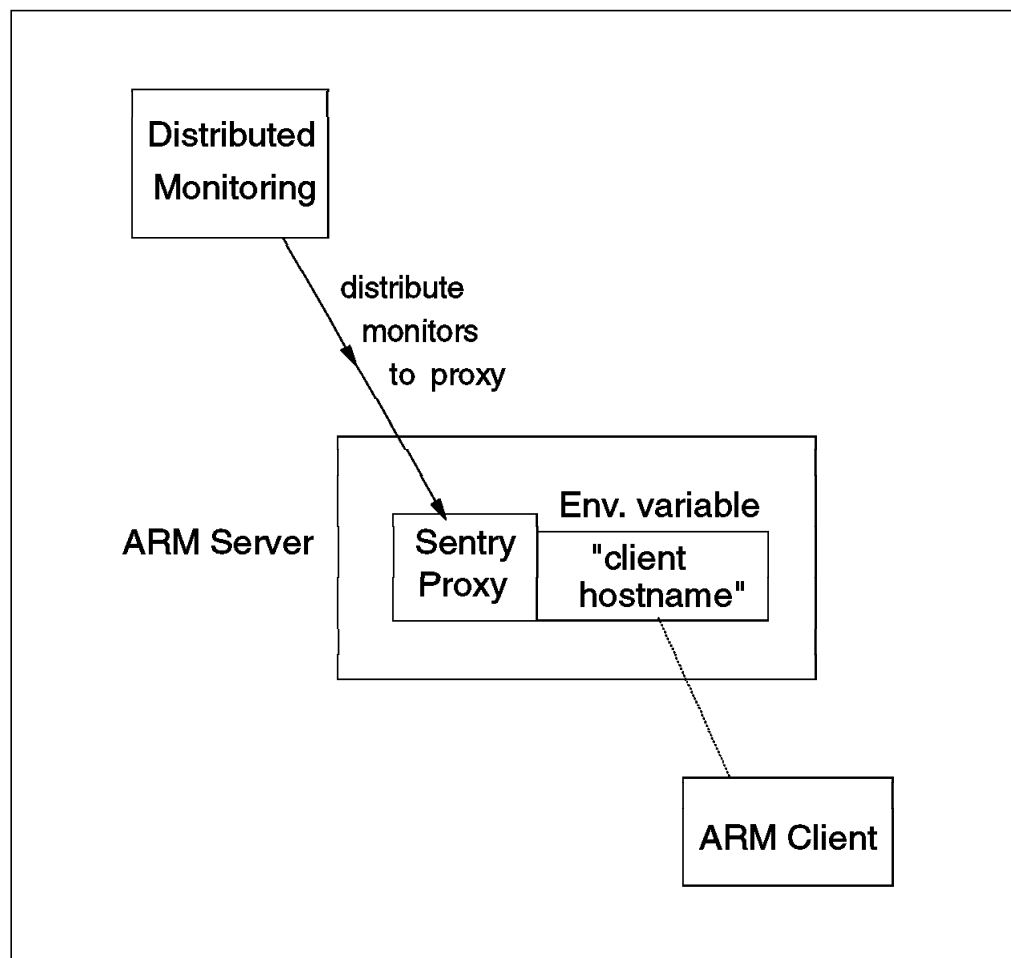 Distributed
Monitoring
distribute
monitors
to proxy
ARM Server
Sentry
Proxy
Env. variable
"client
hostname"
ARM Client